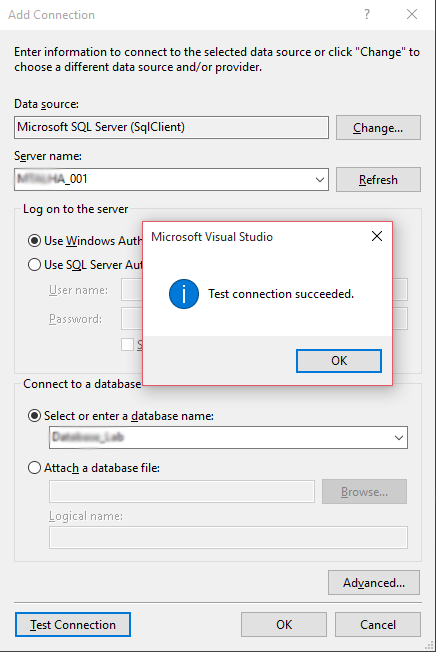 Add Connection
Enter information to connect to the selected data source or click "Change" to
choose a different data source and/or provider.
Data source:
Microsoft SQL Server (SqlClient)
Change...
Server name:
_001
Refresh
Log on to the server
Use Windows Auth
Use SQL Server Aut
User name:
Password:
S
Microsoft Visual Studio
Test connection succeeded.
OK
Connect to a database
Select or enter a database name:
Attach a database file:
Browse...
Logical name:
Advanced...
Test Connection
OK
Cancel